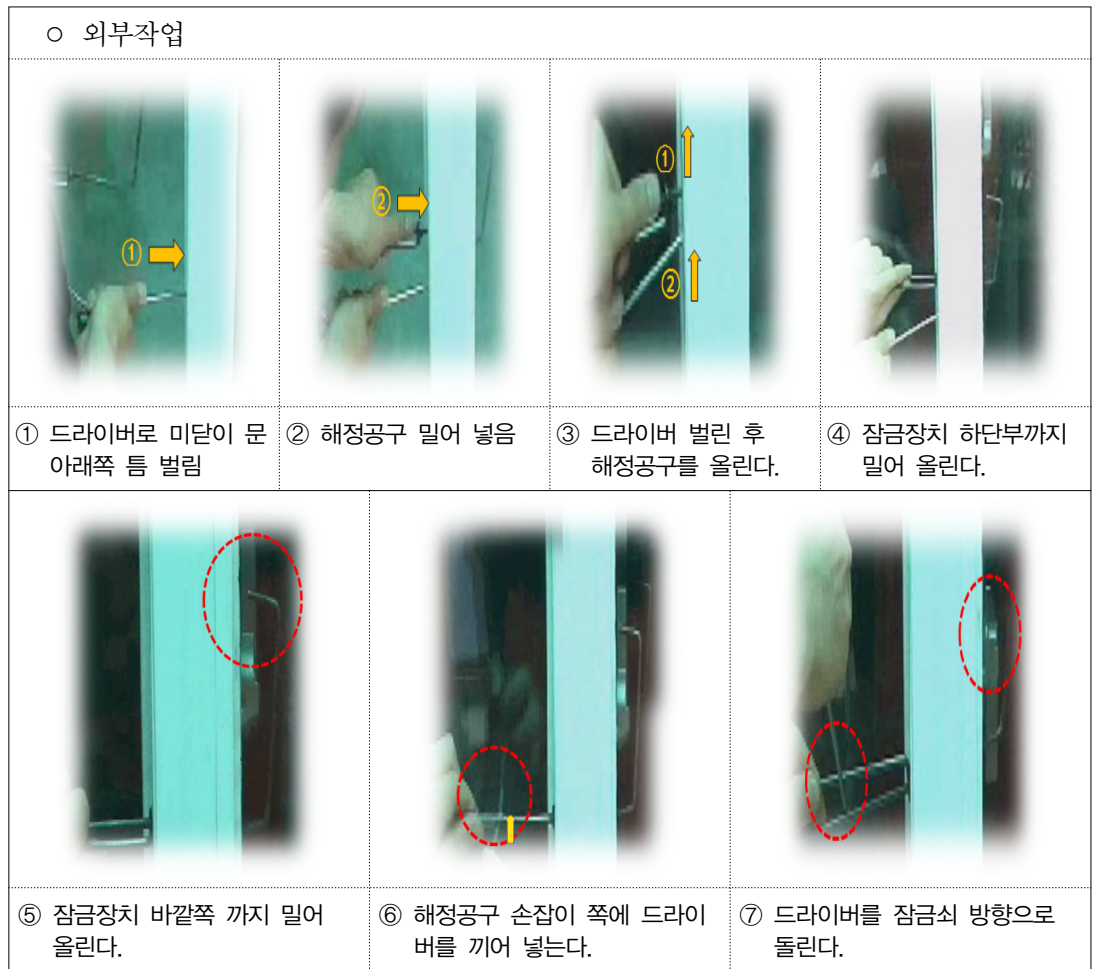 ○ 외부작업
①
②
①
②
① 드라이버로 미닫이 문
아래쪽 틈 벌림
② 해정공구 밀어 넣음
③ 드라이버 벌린 후
해정공구를 올린다.
④ 잠금장치 하단부까지
밀어 올린다.
⑤ 잠금장치 바깥쪽 까지 밀어
올린다.
⑥ 해정공구 손잡이 쪽에 드라이
버를 끼어 넣는다.
⑦ 드라이버를 잠금쇠 방향으로
돌린다.